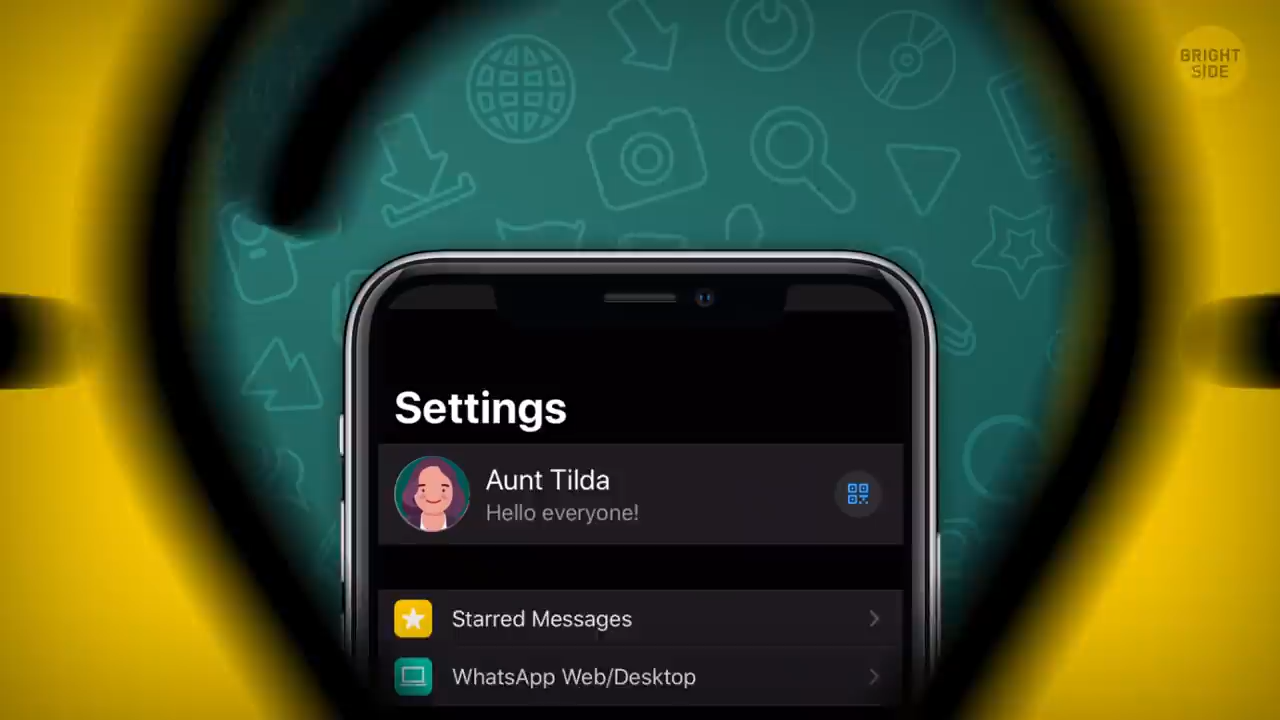 BRIGHT
SIDE
Settings
Aunt Tilda
Hello everyone!
Starred Messages
WhatsApp Web/Desktop